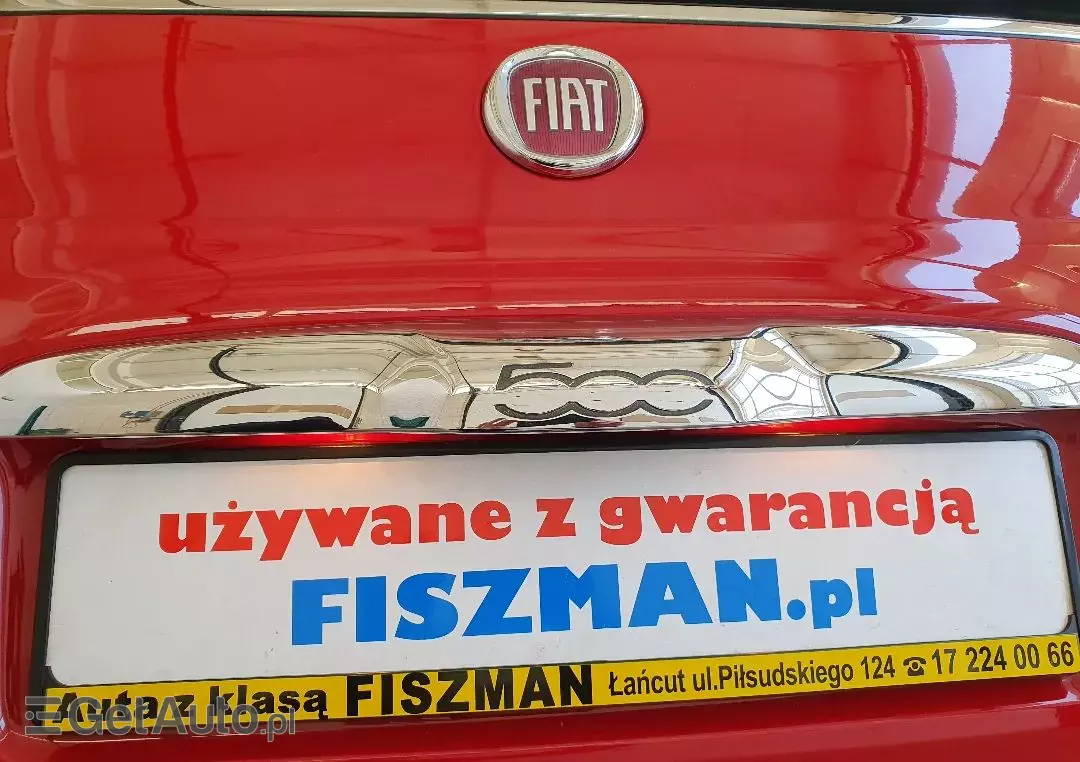 FIAT
500
używane z gwarancją
FISZMAN.pl
Auta z klasą FISZMAN Łańcut ul.Piłsudskiego 124 ☎ 17 224 00 66
GetAuto.pl